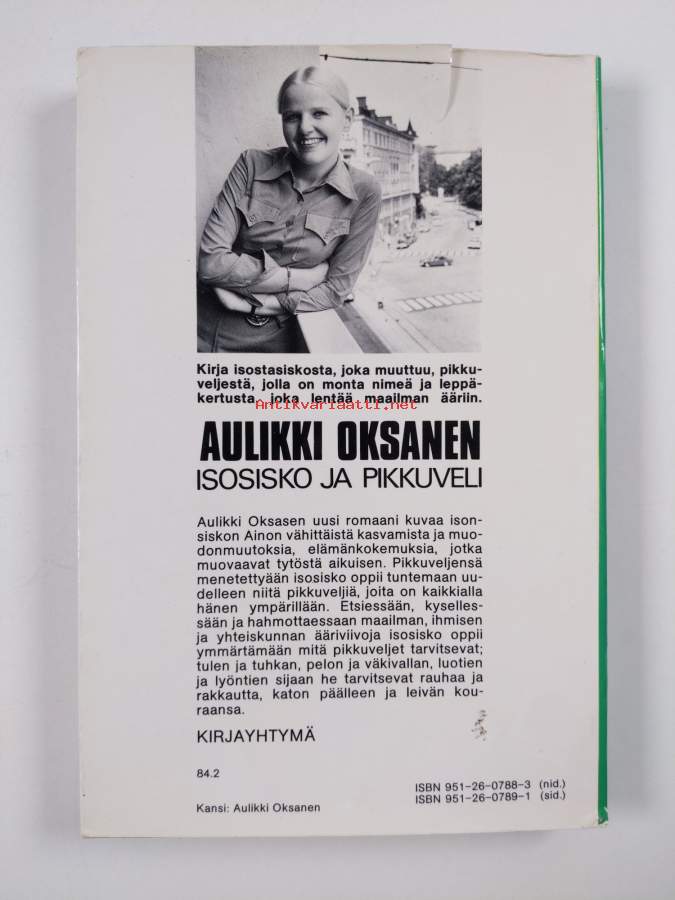 Kirja isostasiskosta, joka muuttuu, pikku-
veljestä, jolla on monta nimeä ja leppä-
kertusta, joka lentää maailman ääriin.
Antikvariaatti.net
AULIKKI OKSANEN
ISOSISKO JA PIKKUVELI
Aulikki Oksasen uusi romaani kuvaa ison-
siskon Ainon vähittäistä kasvamista ja muo-
donmuutoksia, elämänkokemuksia, jotka
muovaavat tytöstä aikuisen. Pikkuveljensä
menetettyään isosisko oppii tuntemaan uu-
delleen niitä pikkuveljiä, joita on kaikkialla
hänen ympärillään. Etsiessään, kyselles-
sään ja hahmottaessaan maailman, ihmisen
ja yhteiskunnan ääriviivoja isosisko oppii
ymmärtämään mitä pikkuveljet tarvitsevat;
tulen ja tuhkan, pelon ja väkivallan, luotien
ja lyöntien sijaan he tarvitsevat rauhaa ja
rakkautta, katon päälleen ja leivän kou-
raansa.
KIRJAYHTYMÄ
84.2
ISBN 951-26-0788-3 (nid.)
ISBN 951-26-0789-1 (sid.)
Kansi: Aulikki Oksanen